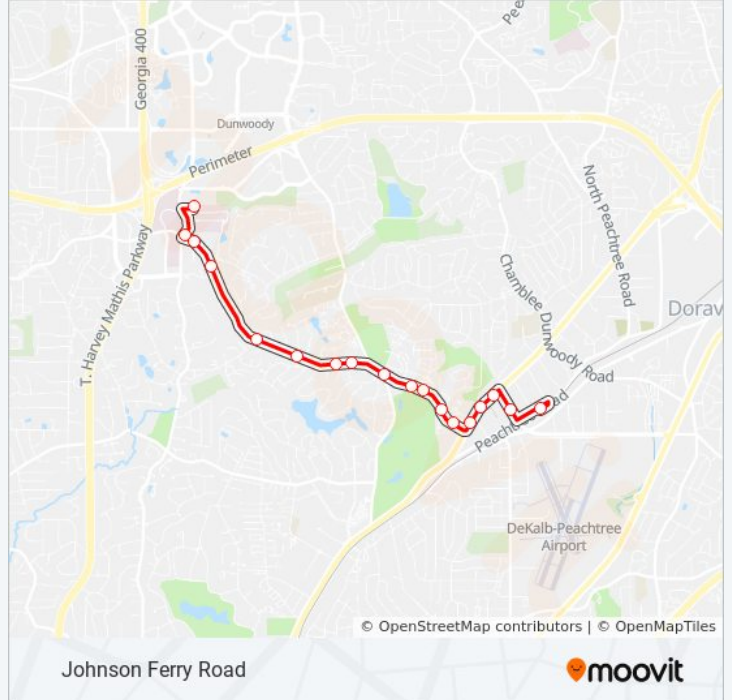 Pee
Georgia 400
Dunwoody
Perimeter
North Peachtree Road
T. Harvey Mathis Parkway
Chamblee Dunwoody Road
Dorav
Peachtree Road
DeKalb-Peachtree
Airport
© OpenStreetMap contributors | © OpenMapTiles
Johnson Ferry Road
moovit